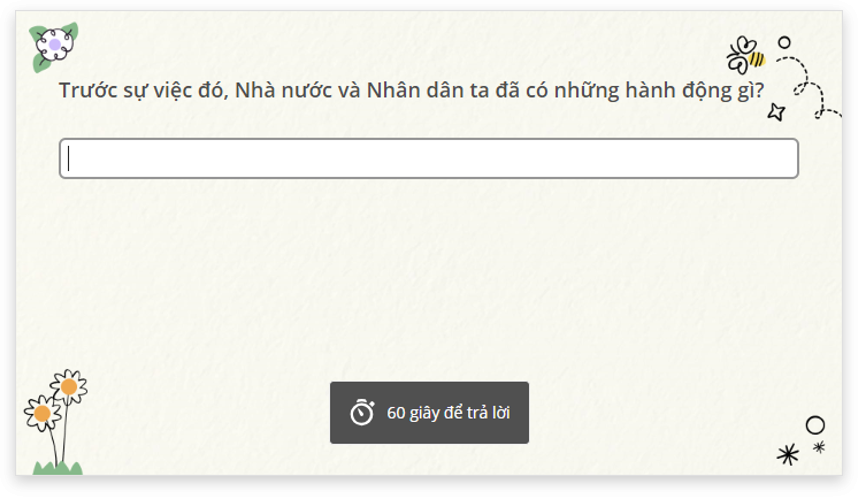 Trước sự việc đó, Nhà nước và Nhân dân ta đã có những hành động gì?
60 giây để trả lời